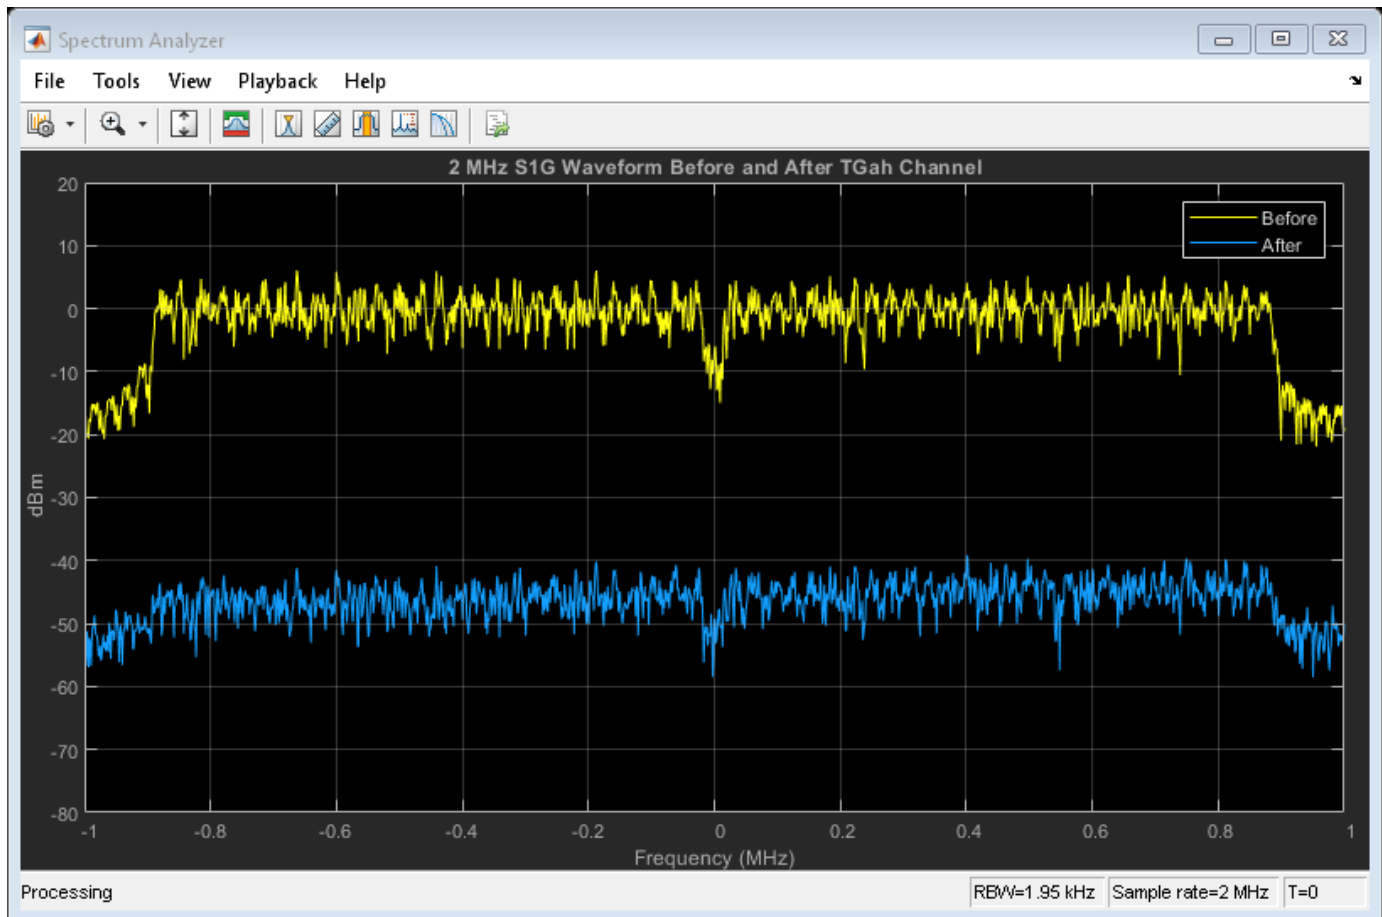 Spectrum Analyzer
File Tools View Playback Help
2 MHz S1G Waveform Before and After TGah Channel
Before
After
20
10
0
-10
-20
-30
-40
-50
-60
-70
-80
dBm
-1 -0.8 -0.6 -0.4 -0.2 0 0.2 0.4 0.6 0.8 1
Frequency (MHz)
Processing RBW=1.95 kHz Sample rate=2 MHz T=0